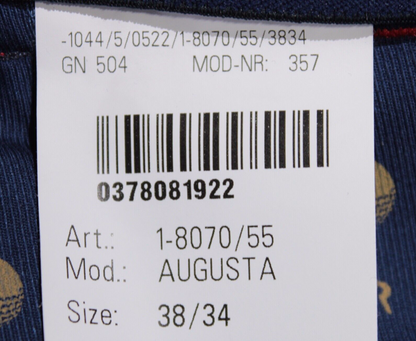 -1044/5/0522/1-8070/55/3834
GN 504 MOD-NR: 357
0378081922
Art.: 1-8070/55
Mod.: AUGUSTA
Size: 38/34
R